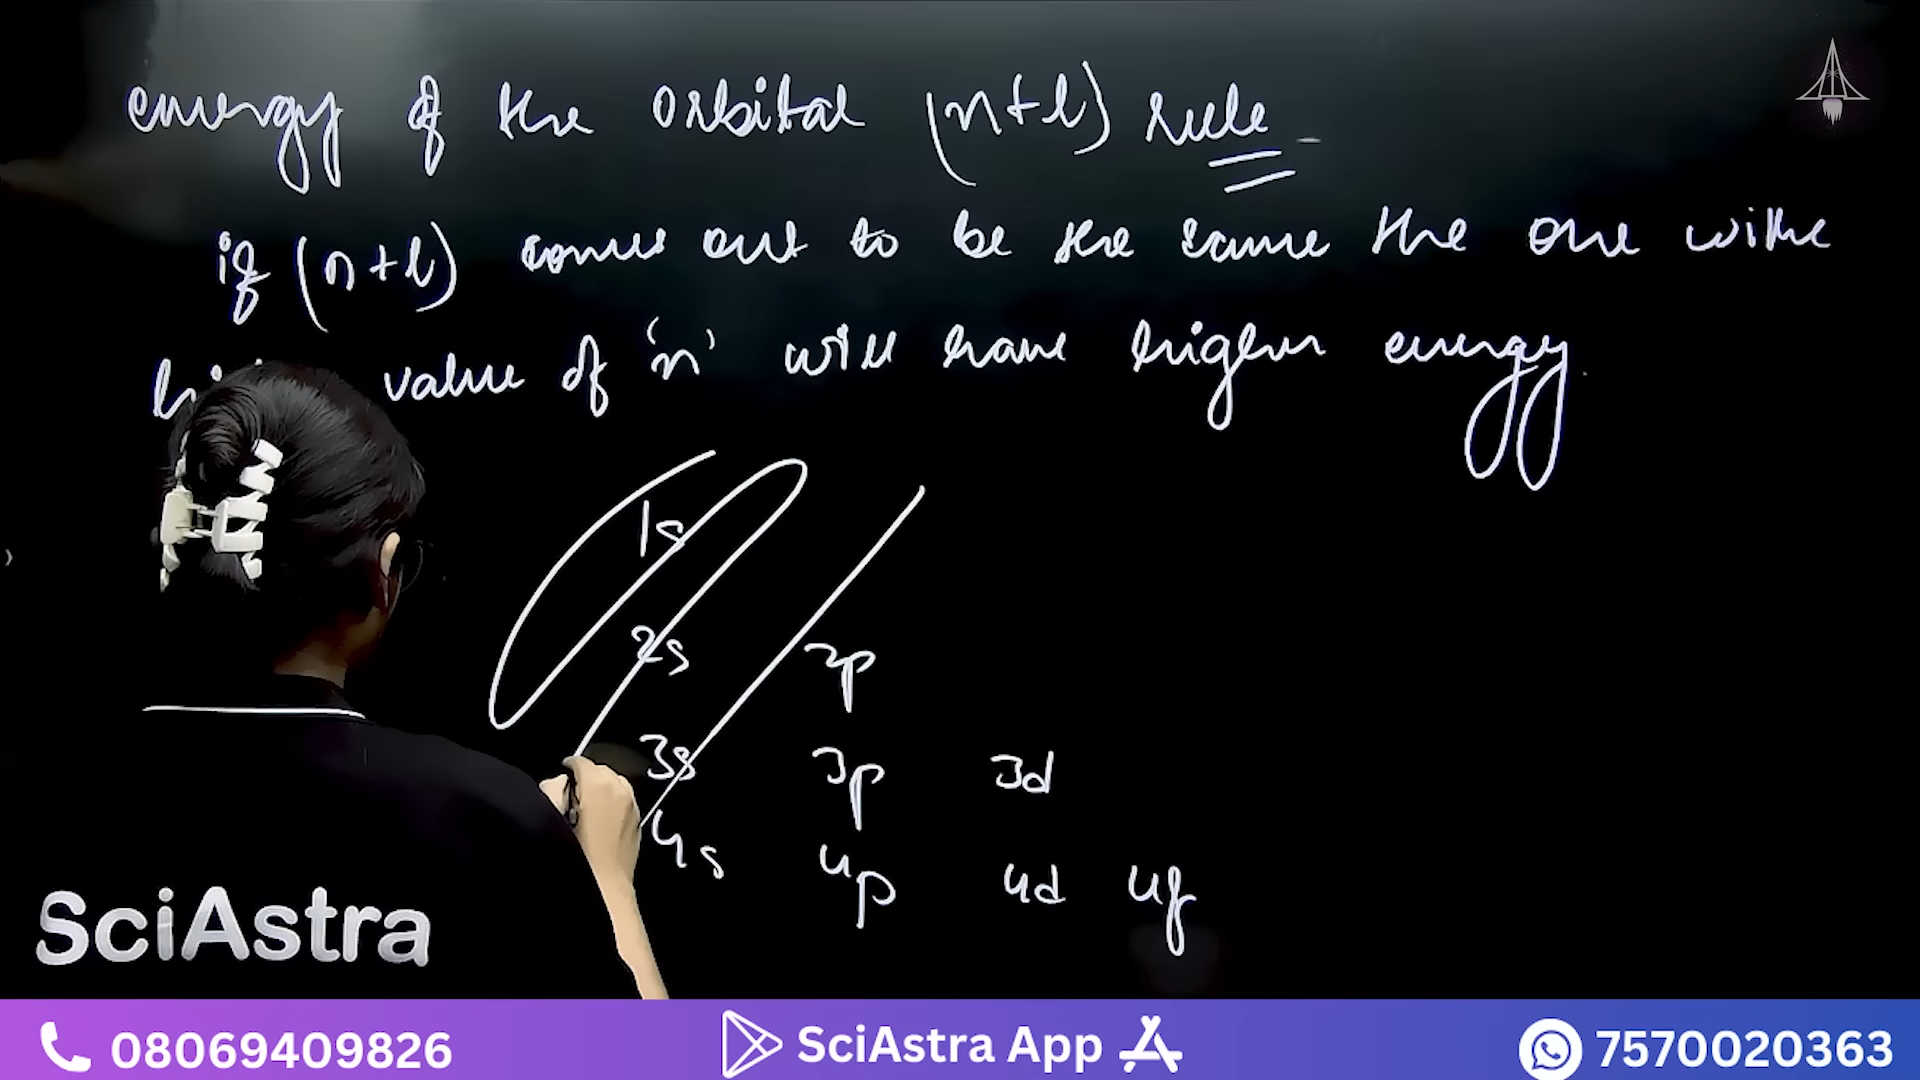 energy of the orbital (n+l) rule -
if (n+l) comes out to be the same the one with
value of 'n' will have higher energy
1s
2s 2p
3s 3p 3d
4s 4p 4d 4f
SciAstra
08069409826 SciAstra App 7570020363